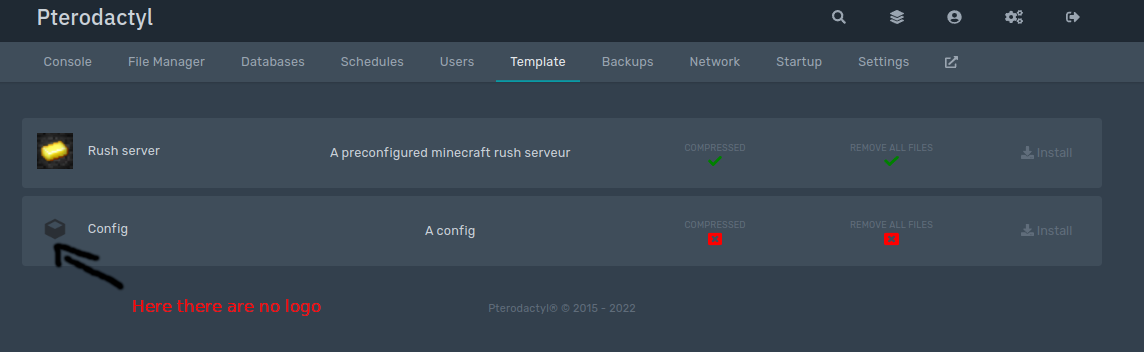 Pterodactyl
Console File Manager Databases Schedules Users Template Backups Network Startup Settings
Rush server A preconfigured minecraft rush serveur COMPRESSED REMOVE ALL FILES Install
Config A config COMPRESSED REMOVE ALL FILES Install
Here there are no logo
Pterodactyl® © 2015 - 2022